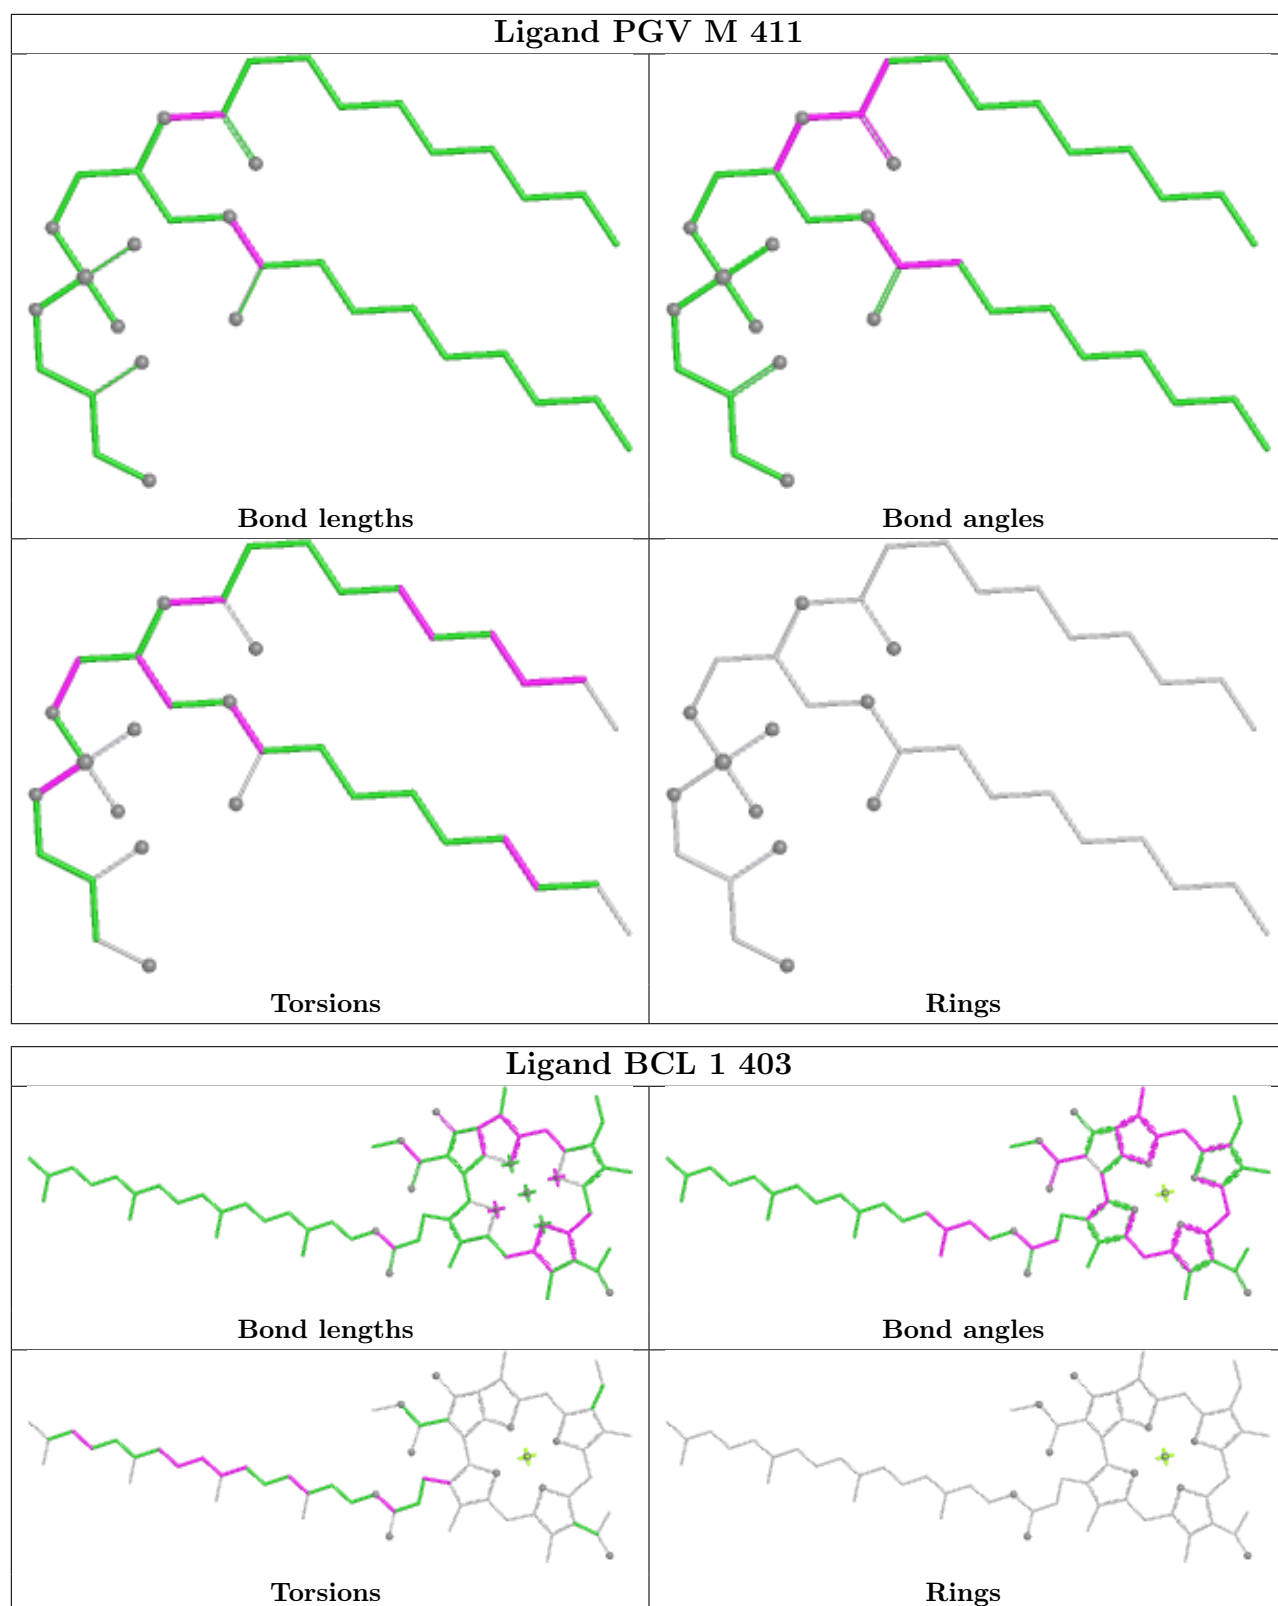 Ligand PGV M 411
Bond lengths
Bond angles
Torsions
Rings
Ligand BCL 1 403
Bond lengths
Bond angles
Torsions
Rings